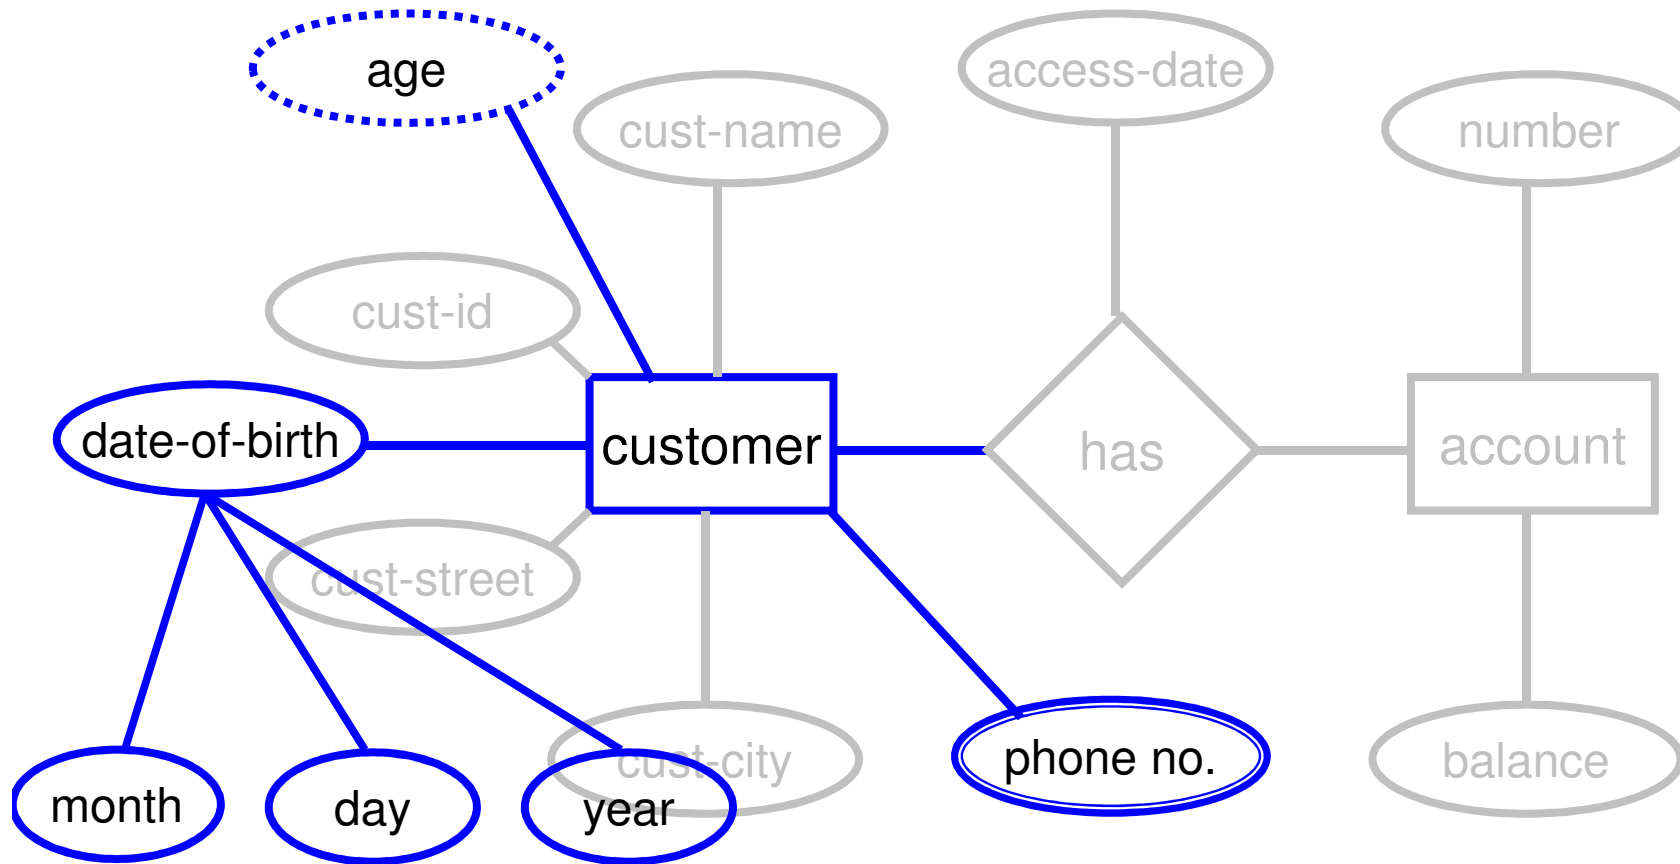 age
access-date
cust-name
number
cust-id
date-of-birth
customer
has
account
cust-street
phone no.
cust-city
balance
month
day
year